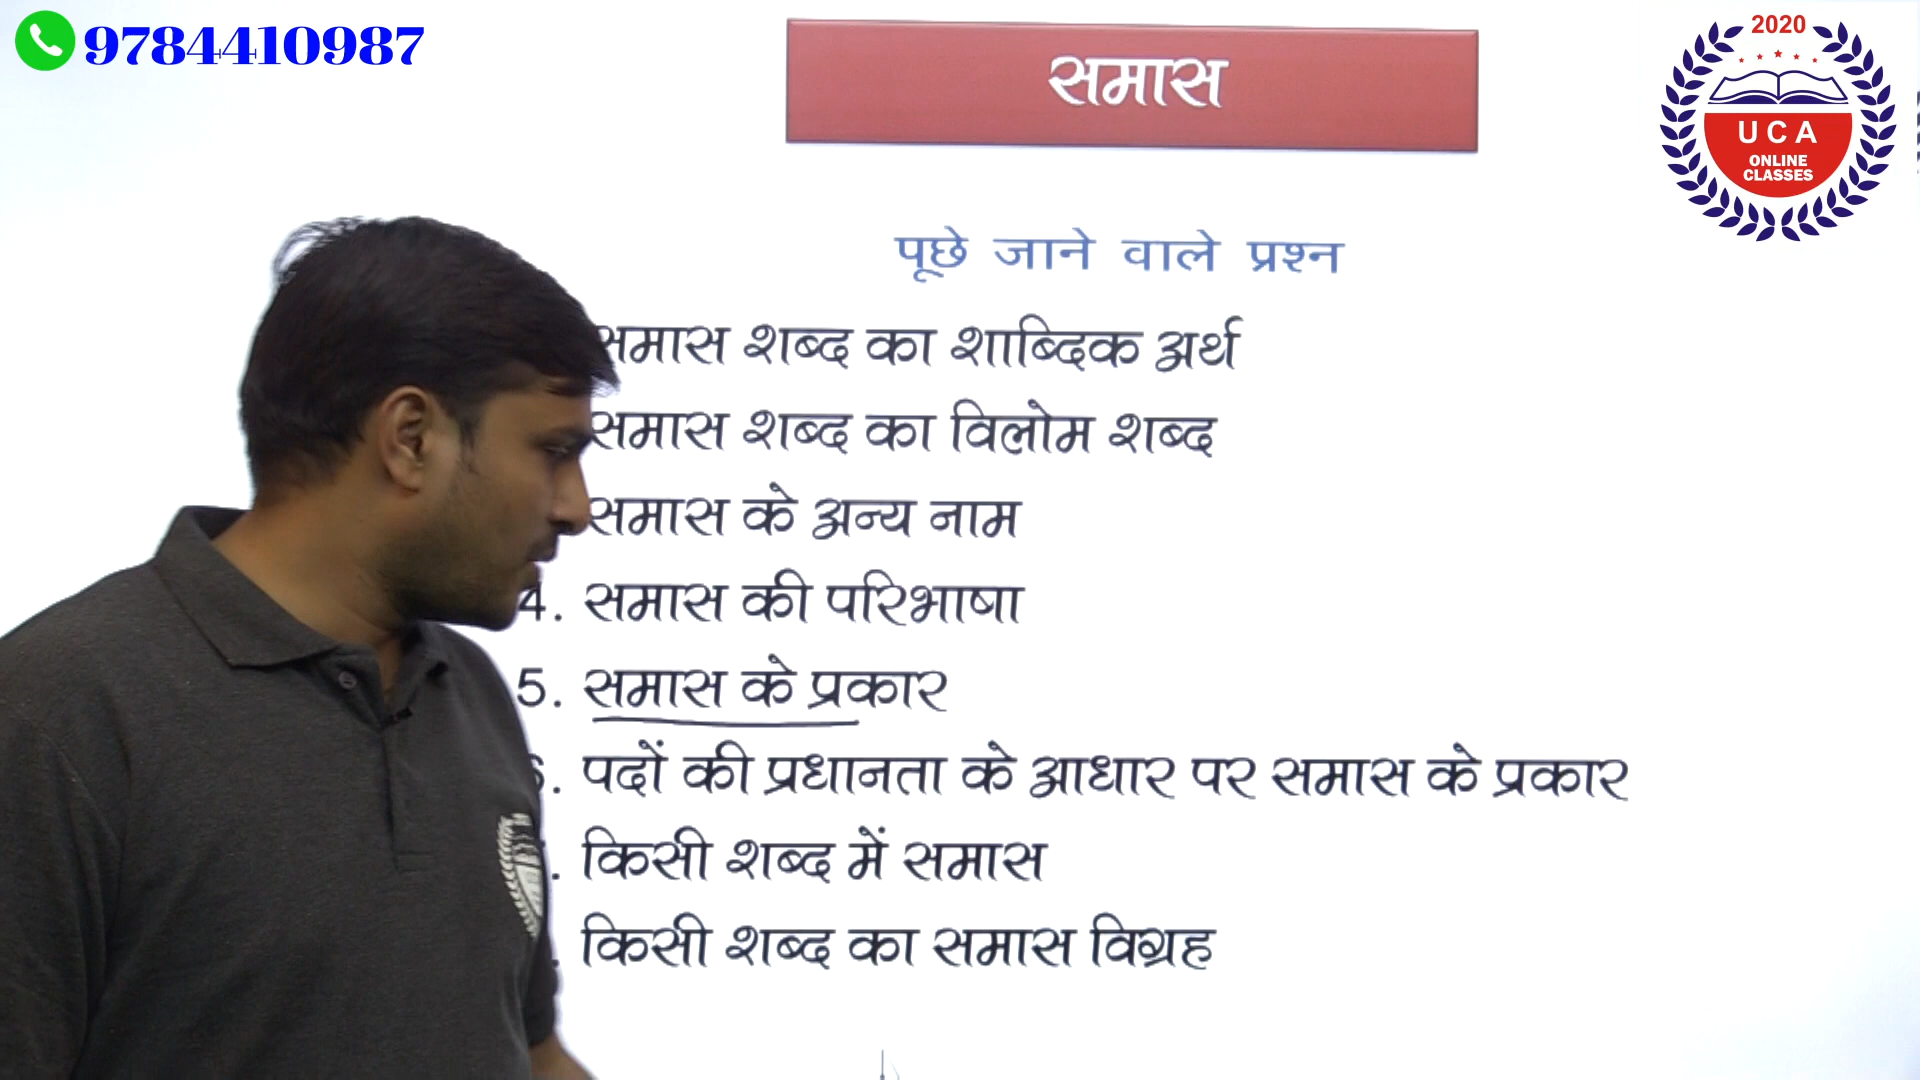 9784410987
समास
2020
UCA
ONLINE
CLASSES
पूछे जाने वाले प्रश्न
समास शब्द का शाब्दिक अर्थ
समास शब्द का विलोम शब्द
समास के अन्य नाम
4. समास की परिभाषा
5. समास के प्रकार
6. पदों की प्रधानता के आधार पर समास के प्रकार
. किसी शब्द में समास
. किसी शब्द का समास विग्रह